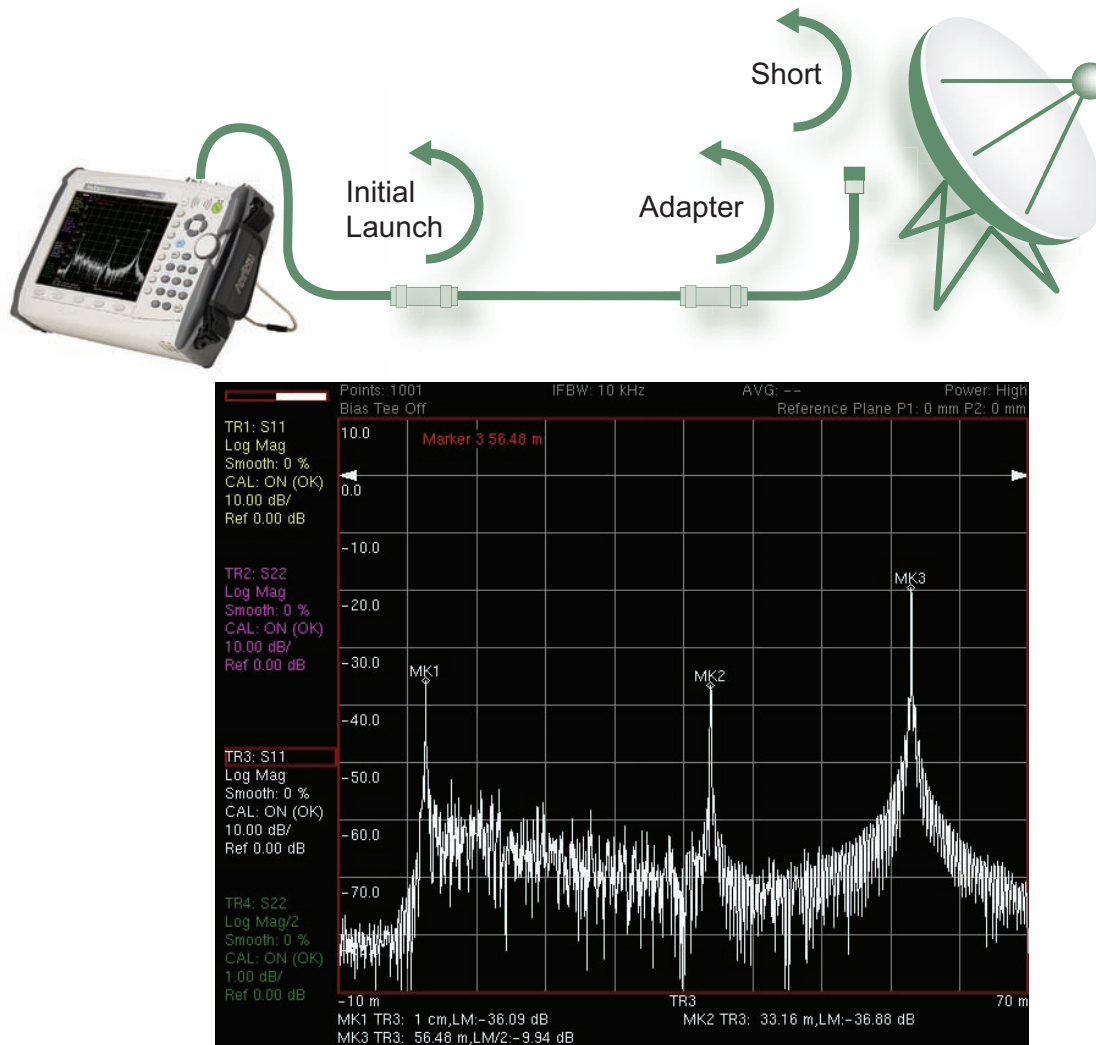 Short
Initial
Launch
Adapter
Points: 1001 IFBW: 10 kHz AVG: -- Power: High
Bias Tee Off Reference Plane P1: 0 mm P2: 0 mm
TR1: S11
Log Mag
Smooth: 0 %
CAL: ON (OK)
10.00 dB/
Ref 0.00 dB
TR2: S22
Log Mag
Smooth: 0 %
CAL: ON (OK)
10.00 dB/
Ref 0.00 dB
TR3: S11
Log Mag
Smooth: 0 %
CAL: ON (OK)
10.00 dB/
Ref 0.00 dB
TR4: S22
Log Mag/2
Smooth: 0 %
CAL: ON (OK)
1.00 dB/
Ref 0.00 dB
10.0
Marker 3 56.48 m
0.0
-10.0
-20.0
-30.0
-40.0
-50.0
-60.0
-70.0
MK1
MK2
MK3
-10 m TR3 70 m
MK1 TR3: 1 cm,LM:-36.09 dB MK2 TR3: 33.16 m,LM:-36.88 dB
MK3 TR3: 56.48 m,LM/2:-9.94 dB